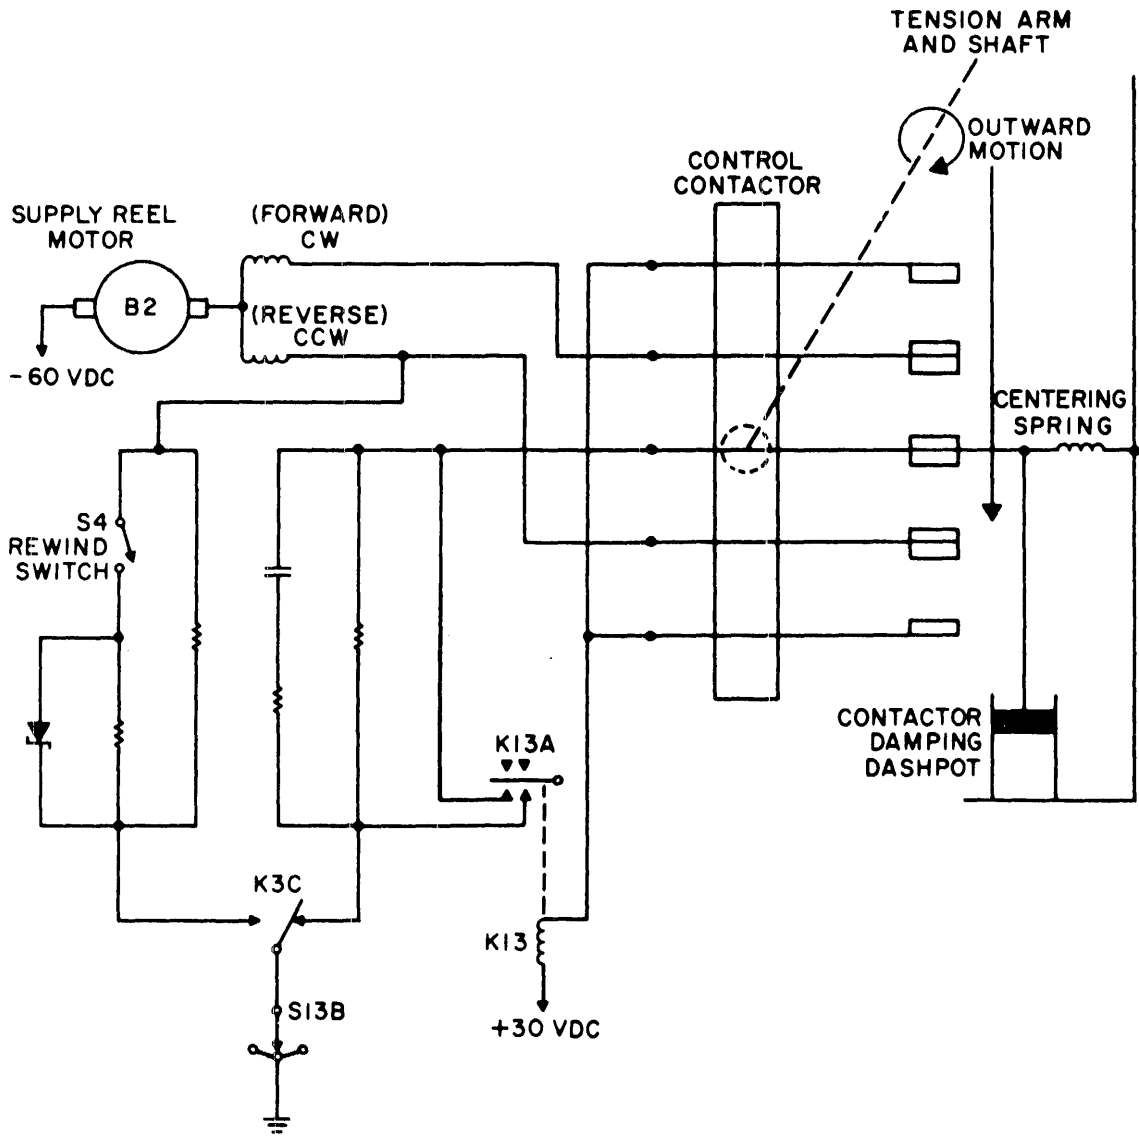 TENSION ARM
AND SHAFT
OUTWARD
MOTION
CONTROL
CONTACTOR
SUPPLY REEL
MOTOR
(FORWARD)
CW
B2
(REVERSE)
CCW
-60 VDC
CENTERING
SPRING
S4
REWIND
SWITCH
CONTACTOR
DAMPING
DASHPOT
K13A
K3C
K13
S13B
+30 VDC